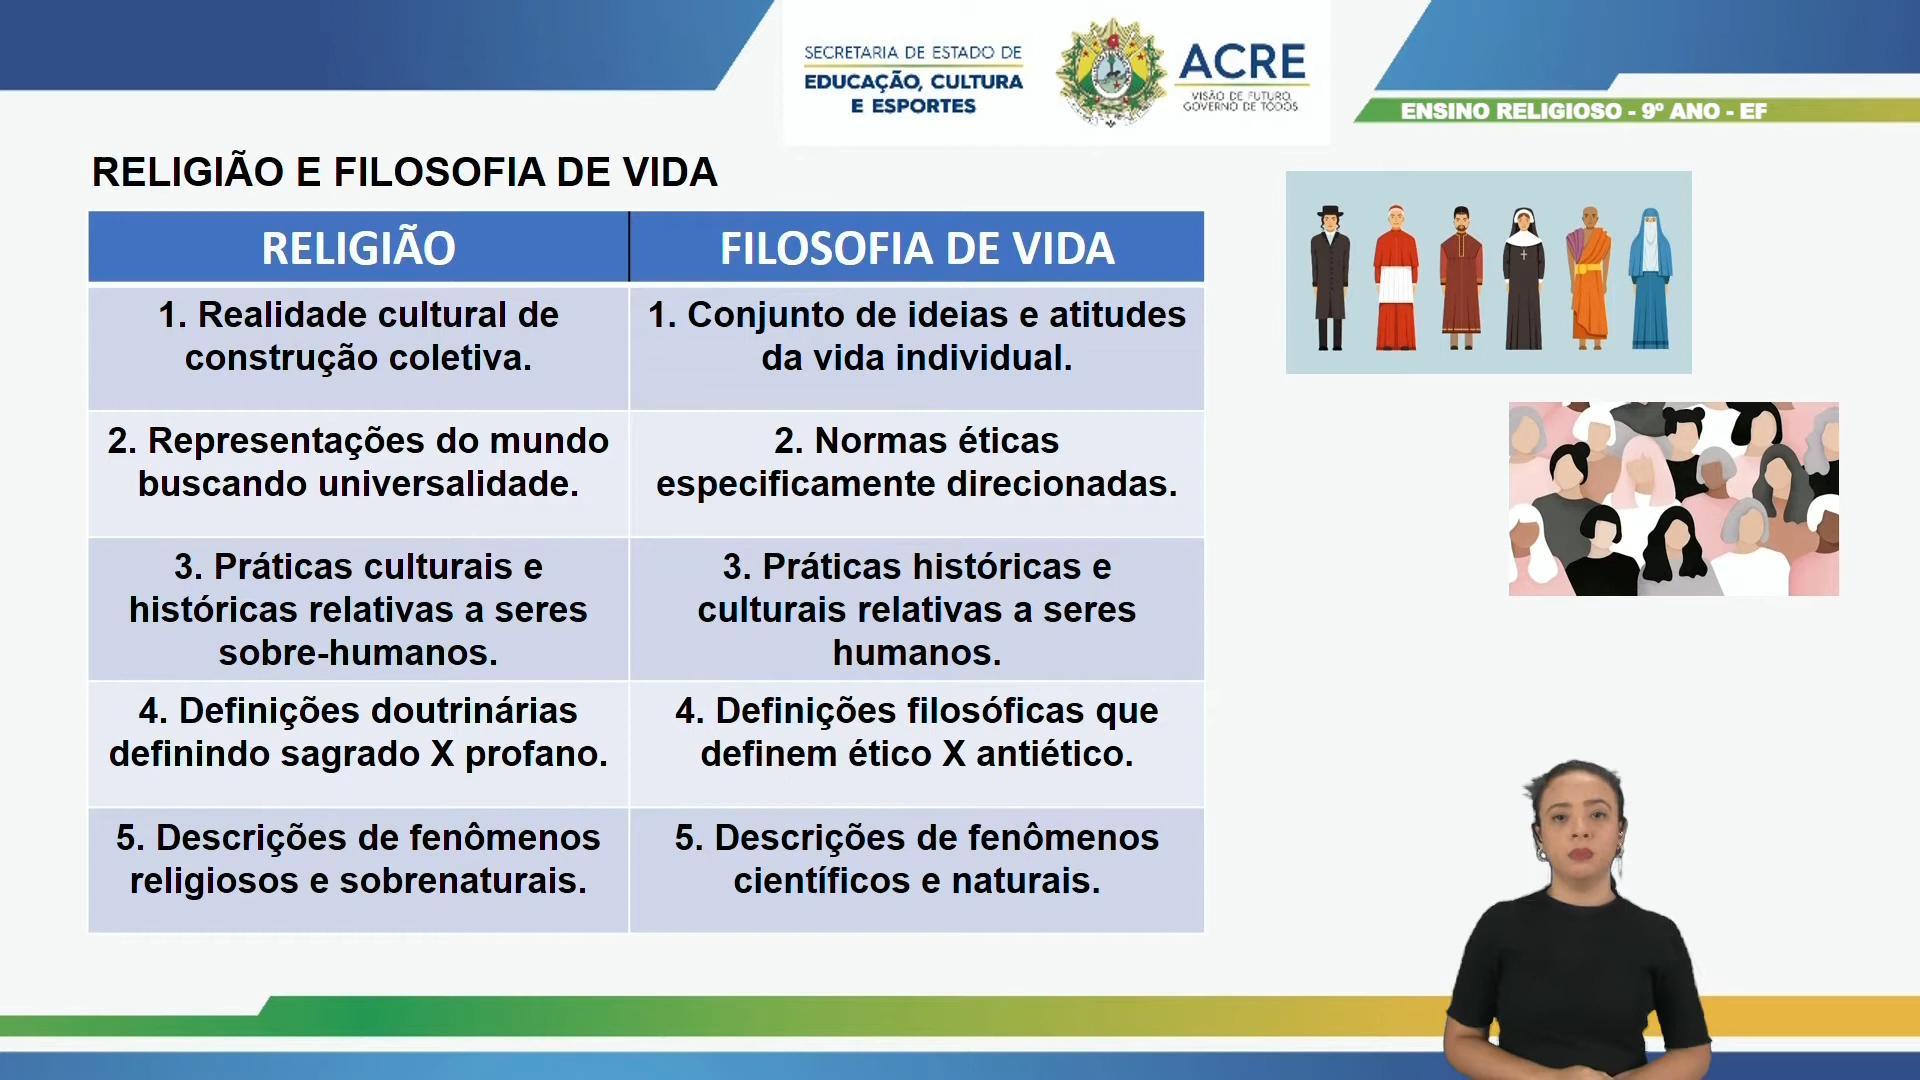 SECRETARIA DE ESTADO DE
EDUCAÇÃO, CULTURA
E ESPORTES
ACRE
VISÃO DE FUTURO,
GOVERNO DE TODOS
ENSINO RELIGIOSO - 9º ANO - EF
RELIGIÃO E FILOSOFIA DE VIDA
RELIGIÃO
FILOSOFIA DE VIDA
1. Realidade cultural de
construção coletiva.
1. Conjunto de ideias e atitudes
da vida individual.
2. Representações do mundo
buscando universalidade.
2. Normas éticas
especificamente direcionadas.
3. Práticas culturais e
históricas relativas a seres
sobre-humanos.
3. Práticas históricas e
culturais relativas a seres
humanos.
4. Definições doutrinárias
definindo sagrado X profano.
4. Definições filosóficas que
definem ético X antiético.
5. Descrições de fenômenos
religiosos e sobrenaturais.
5. Descrições de fenômenos
científicos e naturais.